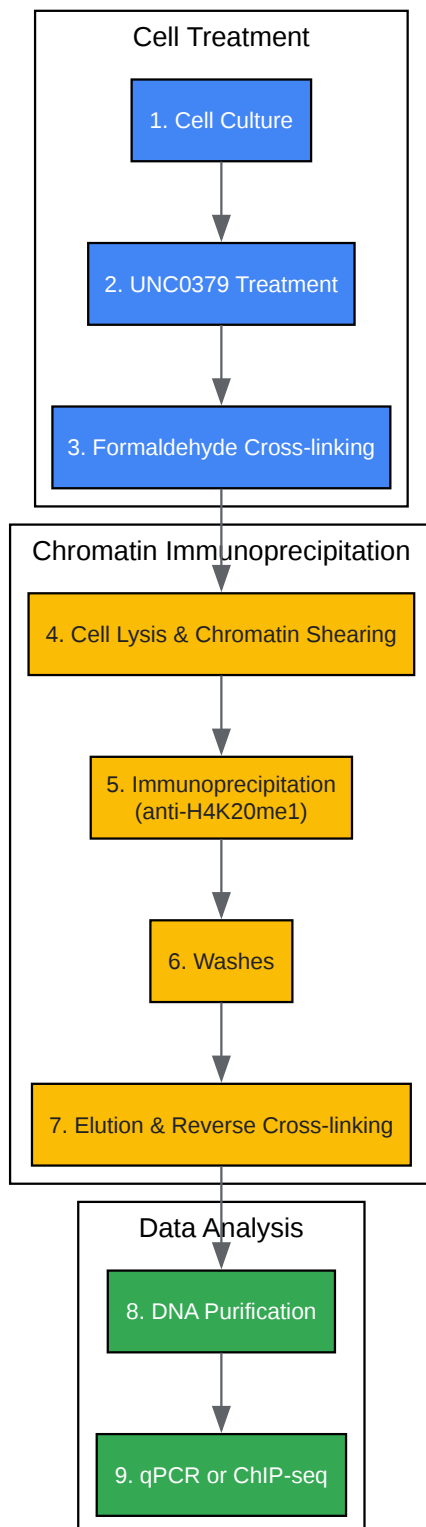 Cell Treatment
1. Cell Culture
2. UNC0379 Treatment
3. Formaldehyde Cross-linking
Chromatin Immunoprecipitation
4. Cell Lysis & Chromatin Shearing
5. Immunoprecipitation
(anti-H4K20me1)
6. Washes
7. Elution & Reverse Cross-linking
Data Analysis
8. DNA Purification
9. qPCR or ChIP-seq